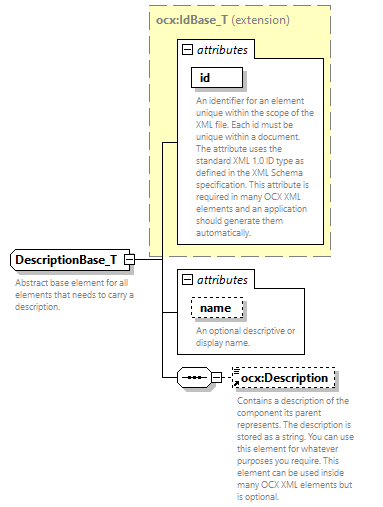 ocx:IdBase_T (extension)
attributes
id
An identifier for an element
unique within the scope of the
XML file. Each id must be
unique within a document.
The attribute uses the
standard XML 1.0 ID type as
defined in the XML Schema
specification. This attribute is
required in many OCX XML
elements and an application
should generate them
automatically.
DescriptionBase_T
Abstract base element for all
elements that needs to carry a
description.
attributes
name
An optional descriptive or
display name.
ocx:Description
Contains a description of the
component its parent
represents. The description is
stored as a string. You can use
this element for whatever
purposes you require. This
element can be used inside
many OCX XML elements but
is optional.